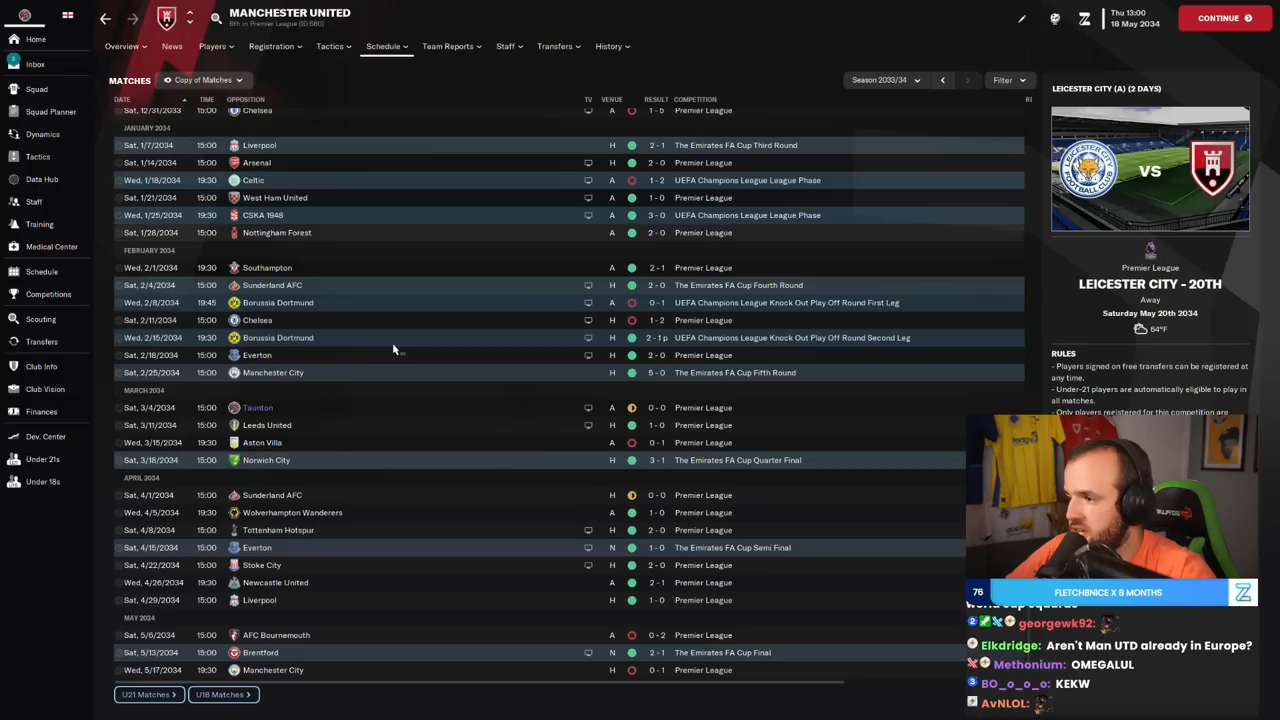 MANCHESTER UNITED
6th in Premier League (ID:680)
Thu 13:00
18 May 2034
CONTINUE
Overview
News
Players
Registration
Tactics
Schedule
Team Reports
Staff
Transfers
History
Home
Inbox
Squad
Squad Planner
Dynamics
Tactics
Data Hub
Staff
Training
Medical Center
Schedule
Competitions
Scouting
Transfers
Club Info
Club Vision
Finances
Dev. Center
Under 21s
Under 18s
MATCHES
Copy of Matches
Season 2033/34
Filter
DATE TIME OPPOSITION TV VENUE RESULT COMPETITION RE
Sat, 12/31/2033 15:00 Chelsea A 1 - 5 Premier League
JANUARY 2034
Sat, 1/7/2034 15:00 Liverpool H 2 - 1 The Emirates FA Cup Third Round
Sat, 1/14/2034 15:00 Arsenal H 2 - 0 Premier League
Wed, 1/18/2034 19:30 Celtic A 1 - 2 UEFA Champions League League Phase
Sat, 1/21/2034 15:00 West Ham United A 1 - 0 Premier League
Wed, 1/25/2034 19:30 CSKA 1948 A 3 - 0 UEFA Champions League League Phase
Sat, 1/28/2034 15:00 Nottingham Forest A 2 - 0 Premier League
FEBRUARY 2034
Wed, 2/1/2034 19:30 Southampton A 2 - 1 Premier League
Sat, 2/4/2034 15:00 Sunderland AFC H 2 - 0 The Emirates FA Cup Fourth Round
Wed, 2/8/2034 19:45 Borussia Dortmund A 0 - 1 UEFA Champions League Knock Out Play Off Round First Leg
Sat, 2/11/2034 15:00 Chelsea H 1 - 2 Premier League
Wed, 2/15/2034 19:30 Borussia Dortmund H 2 - 1 p UEFA Champions League Knock Out Play Off Round Second Leg
Sat, 2/18/2034 15:00 Everton H 2 - 0 Premier League
Sat, 2/25/2034 15:00 Manchester City H 5 - 0 The Emirates FA Cup Fifth Round
MARCH 2034
Sat, 3/4/2034 15:00 Taunton A 0 - 0 Premier League
Sat, 3/11/2034 15:00 Leeds United H 1 - 0 Premier League
Wed, 3/15/2034 19:30 Aston Villa A 0 - 1 Premier League
Sat, 3/18/2034 15:00 Norwich City H 3 - 1 The Emirates FA Cup Quarter Final
APRIL 2034
Sat, 4/1/2034 15:00 Sunderland AFC H 0 - 0 Premier League
Wed, 4/5/2034 19:30 Wolverhampton Wanderers A 1 - 0 Premier League
Sat, 4/8/2034 15:00 Tottenham Hotspur H 2 - 0 Premier League
Sat, 4/15/2034 15:00 Everton N 1 - 0 The Emirates FA Cup Semi Final
Sat, 4/22/2034 15:00 Stoke City H 2 - 0 Premier League
Wed, 4/26/2034 19:30 Newcastle United A 2 - 1 Premier League
Sat, 4/29/2034 15:00 Liverpool H 1 - 0 Premier League
MAY 2034
Sat, 5/6/2034 15:00 AFC Bournemouth A 0 - 2 Premier League
Sat, 5/13/2034 15:00 Brentford N 2 - 1 The Emirates FA Cup Final
Wed, 5/17/2034 19:30 Manchester City H 0 - 1 Premier League
U21 Matches
U18 Matches
LEICESTER CITY (A) (2 DAYS)
VS
Premier League
LEICESTER CITY - 20TH
Away
Saturday May 20th 2034
64°F
RULES
- Players signed on free transfers can be registered at
any time.
- Under-21 players are automatically eligible to play in
all matches.
- Only players registered for this competition are
76 FLETCHBNICE X 8 MONTHS
georgewk92:
Elkdridge: Aren't Man UTD already in Europe?
Methonium: OMEGALUL
BO_o_o_o: KEKW
AvNLOL: